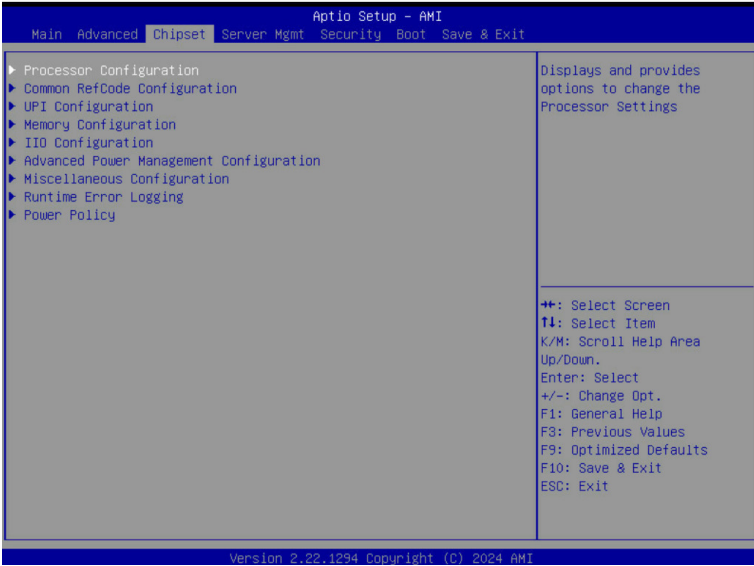 Aptio Setup – AMI
Main Advanced Chipset Server Mgmt Security Boot Save & Exit
Processor Configuration
Common RefCode Configuration
UPI Configuration
Memory Configuration
IIO Configuration
Advanced Power Management Configuration
Miscellaneous Configuration
Runtime Error Logging
Power Policy
Displays and provides
options to change the
Processor Settings
→←: Select Screen
↑↓: Select Item
K/M: Scroll Help Area
Up/Down.
Enter: Select
+/-: Change Opt.
F1: General Help
F3: Previous Values
F9: Optimized Defaults
F10: Save & Exit
ESC: Exit
Version 2.22.1294 Copyright (C) 2024 AMI